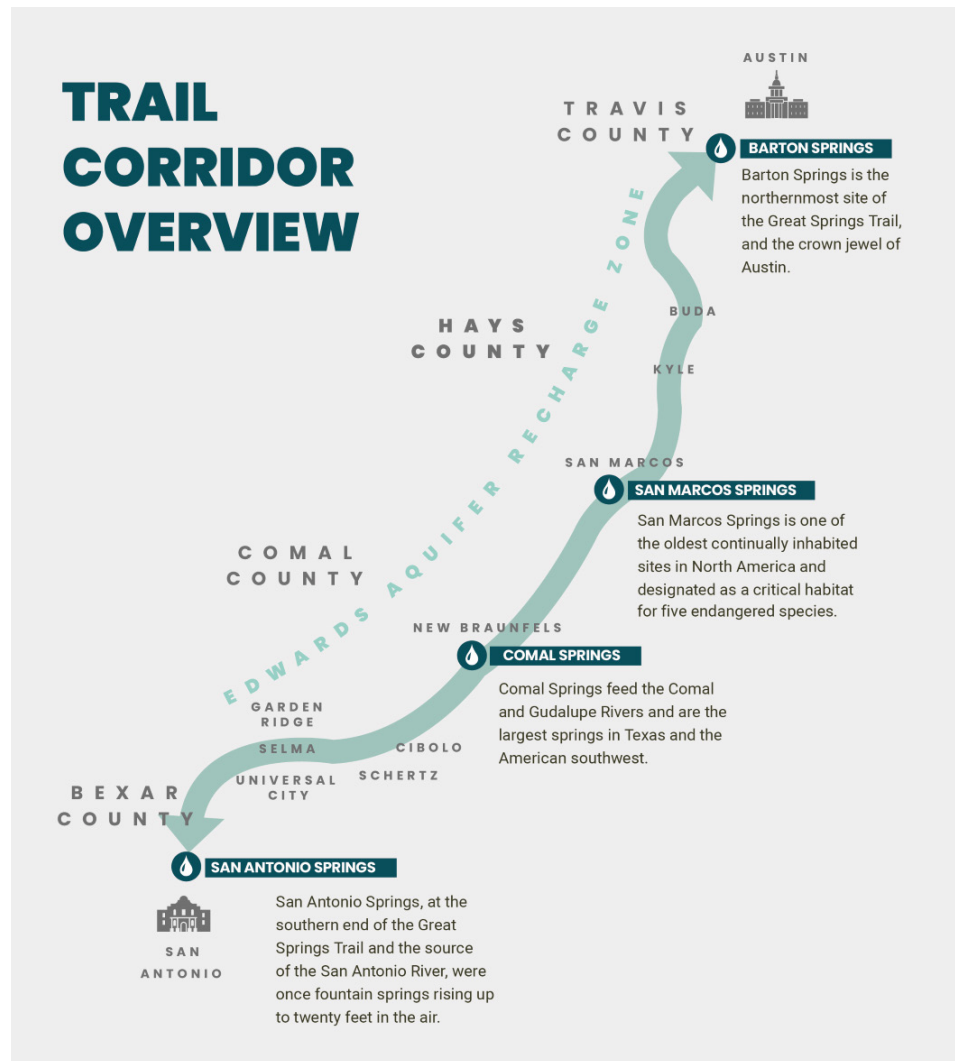 TRAIL
CORRIDOR
OVERVIEW
AUSTIN
TRAVIS
COUNTY
BARTON SPRINGS
Barton Springs is the
northernmost site of
the Great Springs Trail,
and the crown jewel of
Austin.
EDWARDS AQUIFER RECHARGE ZONE
BUDA
HAYS
COUNTY
KYLE
SAN MARCOS
SAN MARCOS SPRINGS
San Marcos Springs is one of
the oldest continually inhabited
sites in North America and
designated as a critical habitat
for five endangered species.
COMAL
COUNTY
NEW BRAUNFELS
COMAL SPRINGS
Comal Springs feed the Comal
and Gudalupe Rivers and are the
largest springs in Texas and the
American southwest.
GARDEN
RIDGE
SELMA
CIBOLO
UNIVERSAL
CITY
SCHERTZ
BEXAR
COUNTY
SAN ANTONIO SPRINGS
San Antonio Springs, at the
southern end of the Great
Springs Trail and the source
of the San Antonio River, were
once fountain springs rising up
to twenty feet in the air.
SAN
ANTONIO